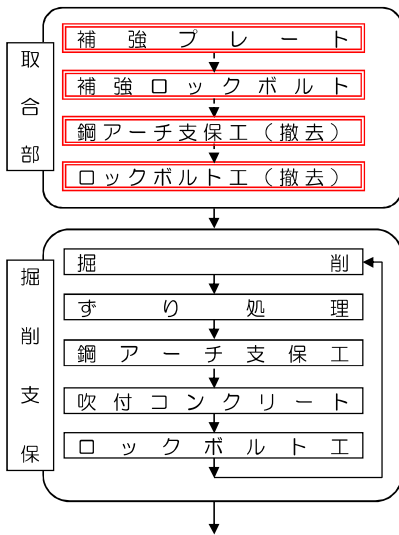 取合部
補強プレート
補強ロックボルト
鋼アーチ支保工（撤去）
ロックボルト工（撤去）
掘削支保
掘削
ずり処理
鋼アーチ支保工
吹付コンクリート
ロックボルト工